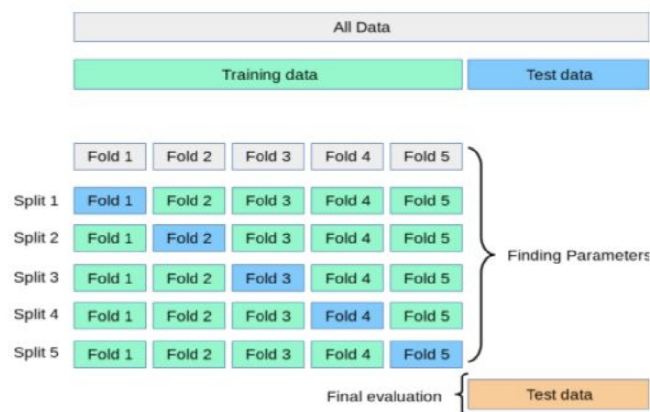 All Data
Training data Test data
Fold 1 Fold 2 Fold 3 Fold 4 Fold 5
Split 1 Fold 1 Fold 2 Fold 3 Fold 4 Fold 5
Split 2 Fold 1 Fold 2 Fold 3 Fold 4 Fold 5
Finding Parameters
Split 3 Fold 1 Fold 2 Fold 3 Fold 4 Fold 5
Split 4 Fold 1 Fold 2 Fold 3 Fold 4 Fold 5
Split 5 Fold 1 Fold 2 Fold 3 Fold 4 Fold 5
Final evaluation Test data